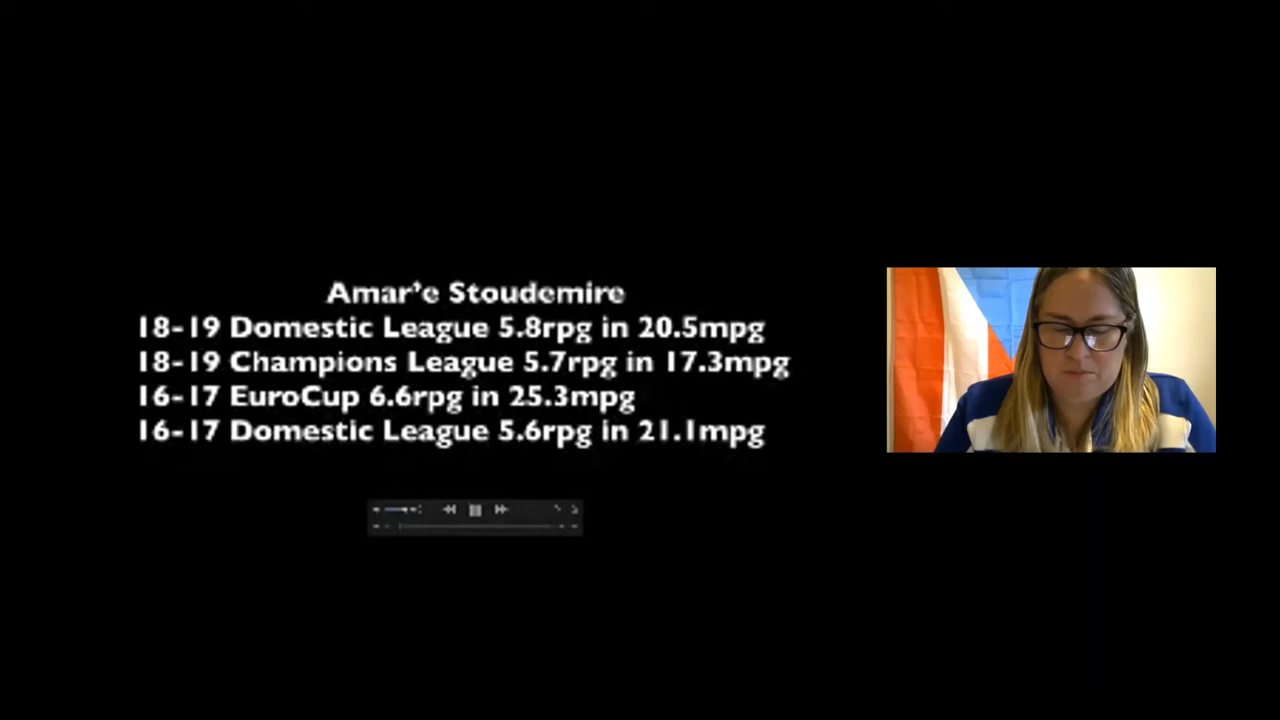 Amar'e Stoudemire
18-19 Domestic League 5.8rpg in 20.5mpg
18-19 Champions League 5.7rpg in 17.3mpg
16-17 EuroCup 6.6rpg in 25.3mpg
16-17 Domestic League 5.6rpg in 21.1mpg